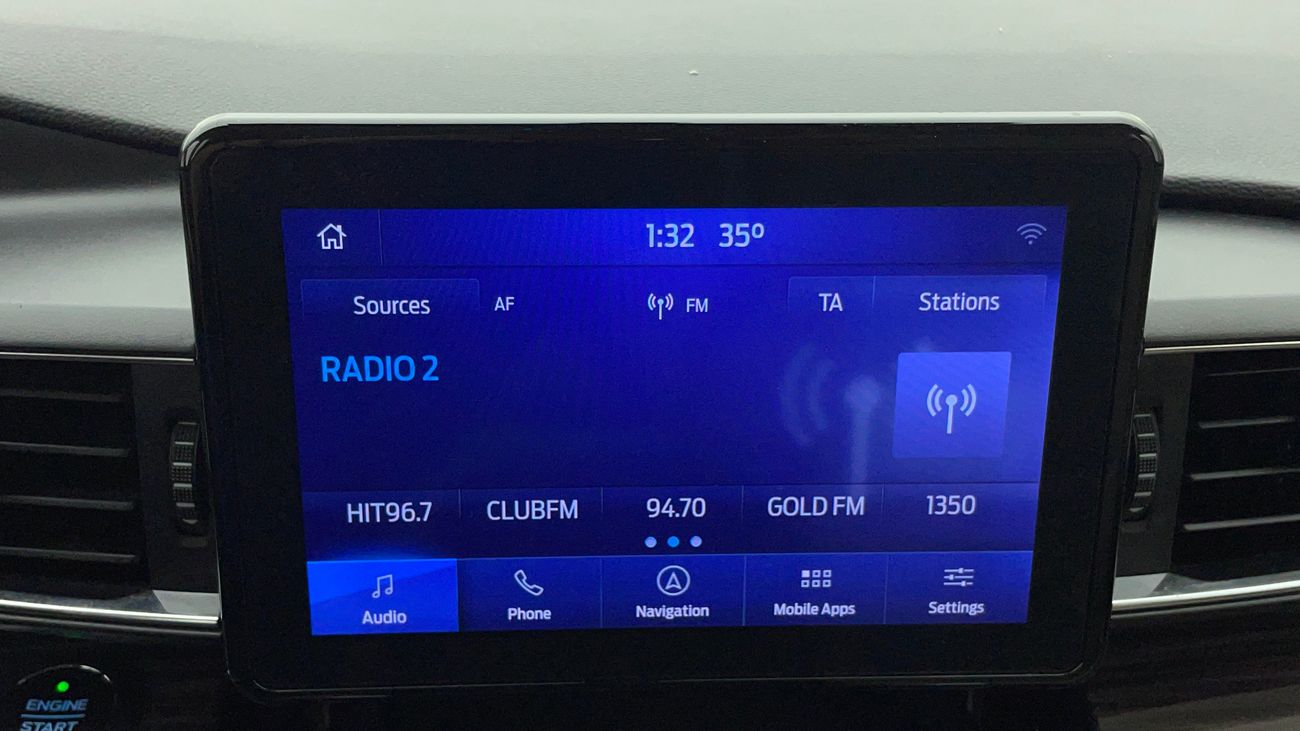 1:32 35º
Sources AF FM TA Stations
RADIO 2
HIT96.7 CLUBFM 94.70 GOLD FM 1350
Audio Phone Navigation Mobile Apps Settings
ENGINE
START